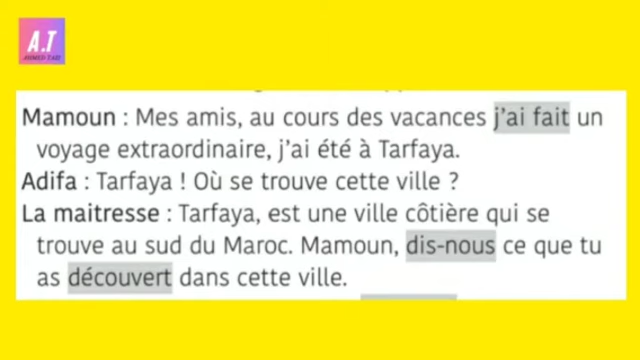 A.T
Mamoun : Mes amis, au cours des vacances j'ai fait un
voyage extraordinaire, j'ai été à Tarfaya.
Adifa : Tarfaya ! Où se trouve cette ville ?
La maitresse : Tarfaya, est une ville côtière qui se
trouve au sud du Maroc. Mamoun, dis-nous ce que tu
as découvert dans cette ville.